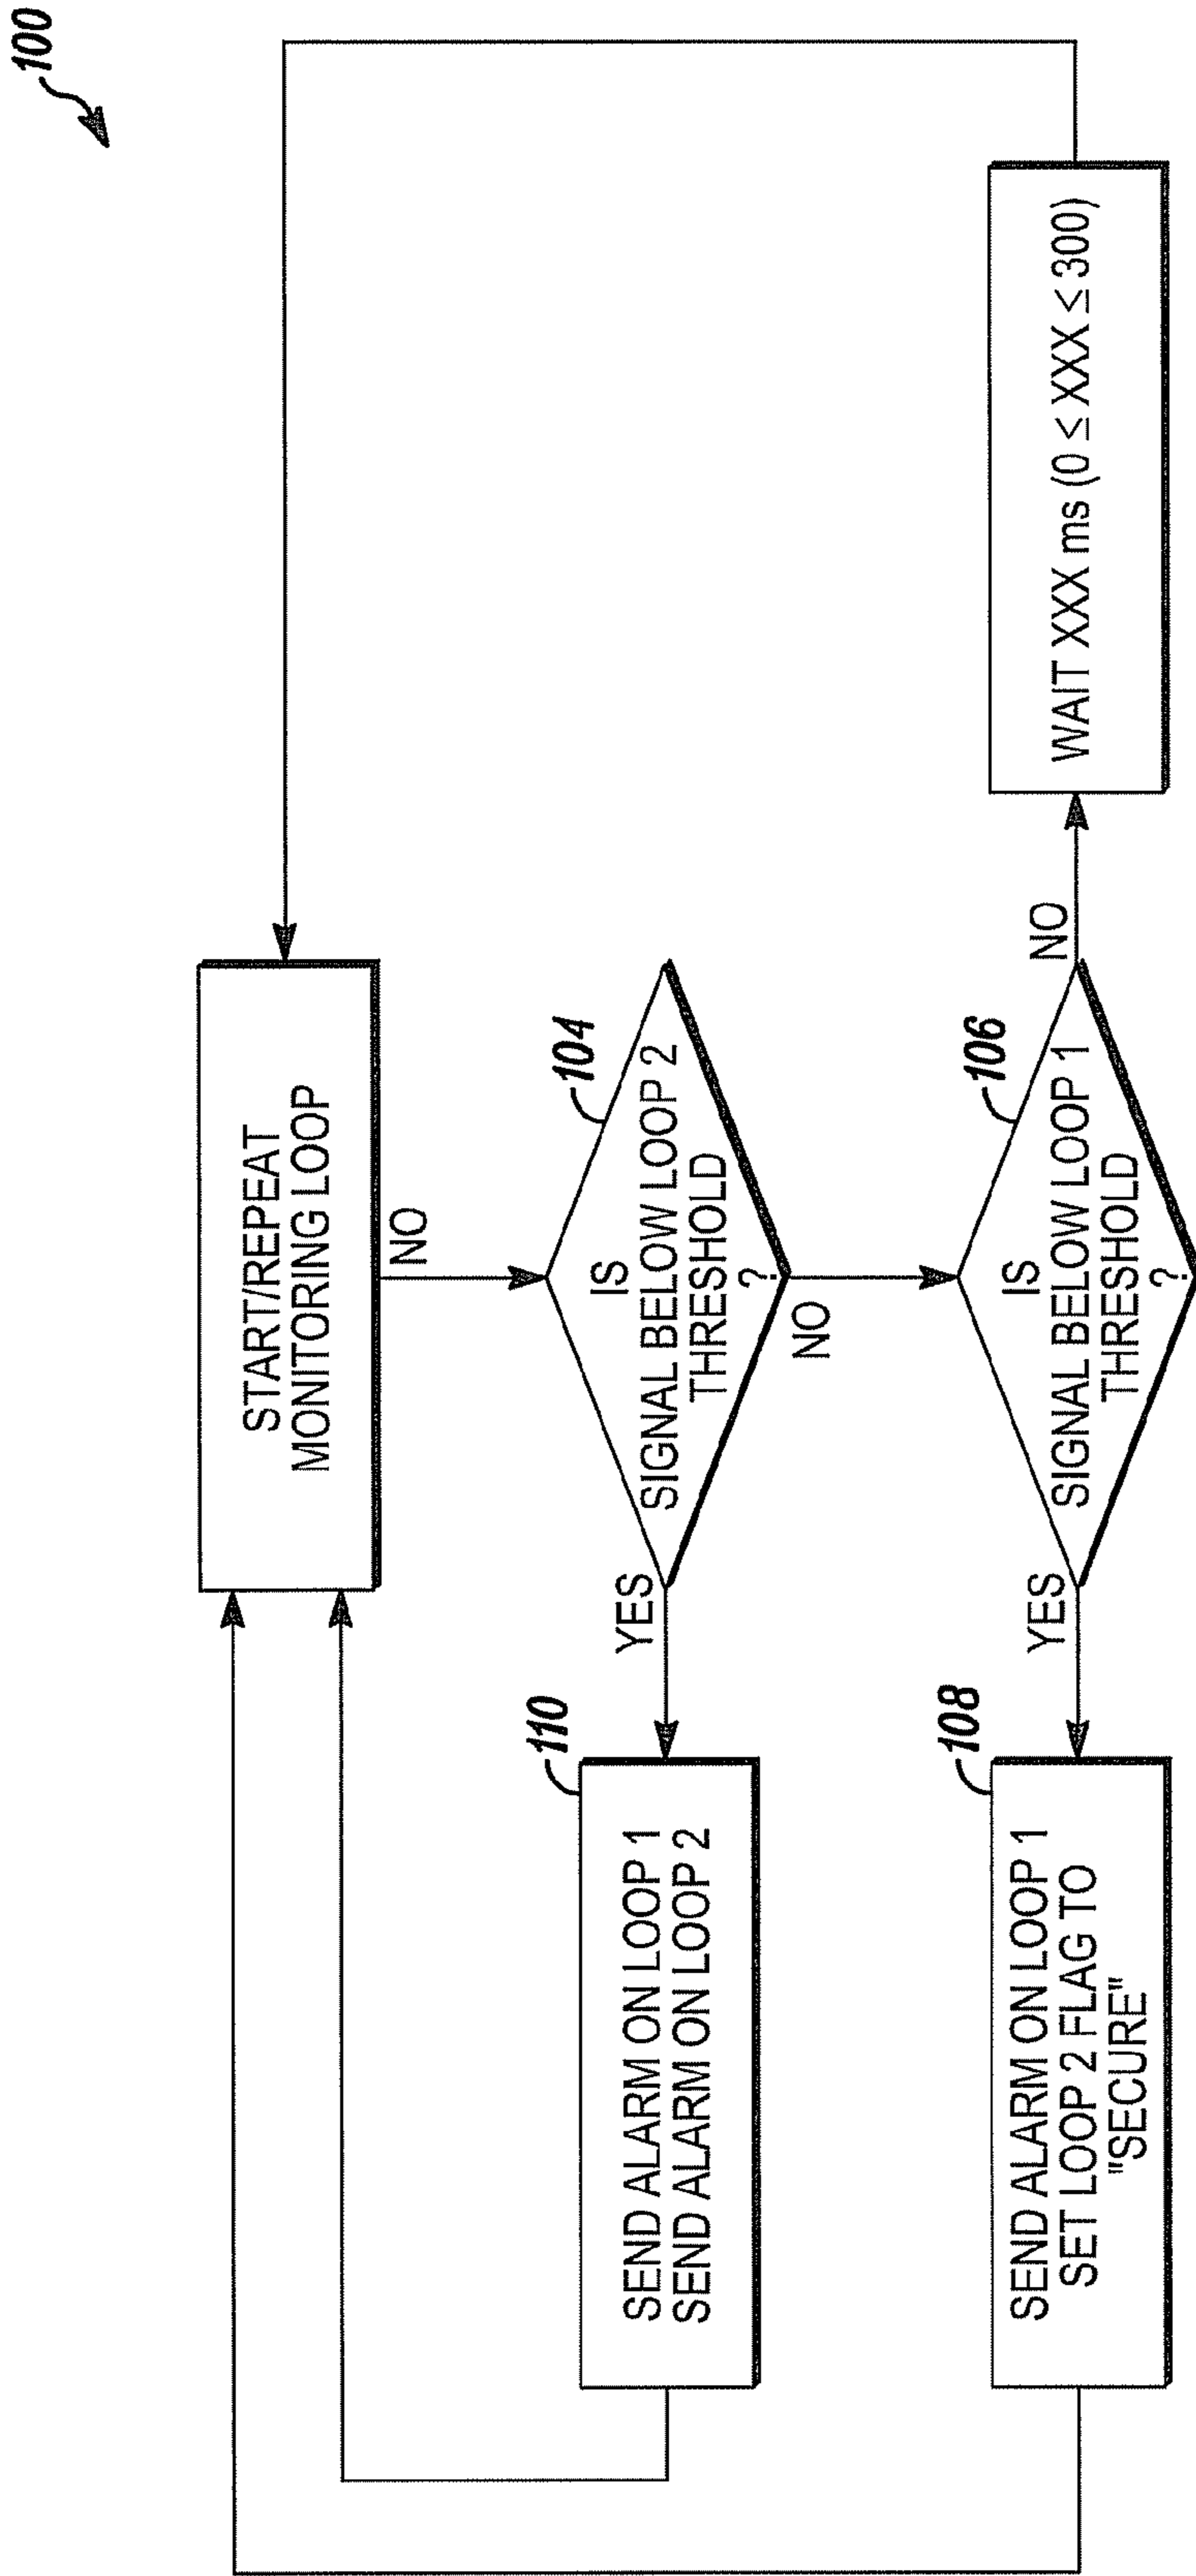 100
START/REPEAT
MONITORING LOOP
NO
104
IS
SIGNAL BELOW LOOP 2
THRESHOLD
?
YES
NO
110
SEND ALARM ON LOOP 1
SEND ALARM ON LOOP 2
106
IS
SIGNAL BELOW LOOP 1
THRESHOLD
?
YES
NO
108
SEND ALARM ON LOOP 1
SET LOOP 2 FLAG TO
"SECURE"
WAIT XXX ms (0 ≤ XXX ≤ 300)